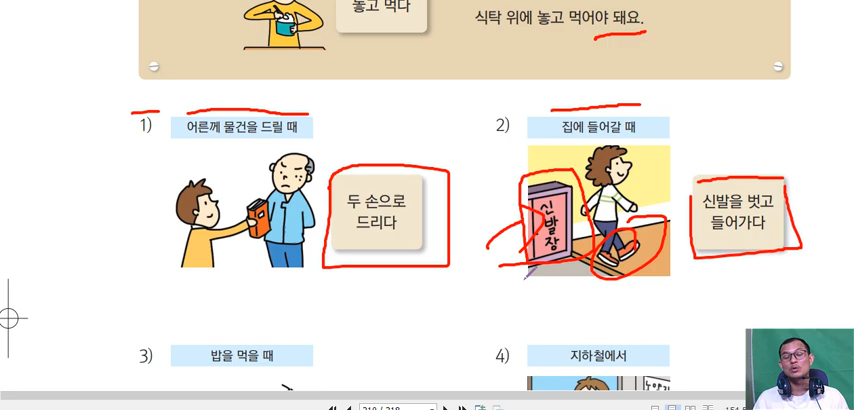 놓고 먹다
식탁 위에 놓고 먹어야 돼요.
1)
어른께 물건을 드릴 때
두 손으로
드리다
2)
집에 들어갈 때
신발장
신발을 벗고
들어가다
3)
밥을 먹을 때
4)
지하철에서